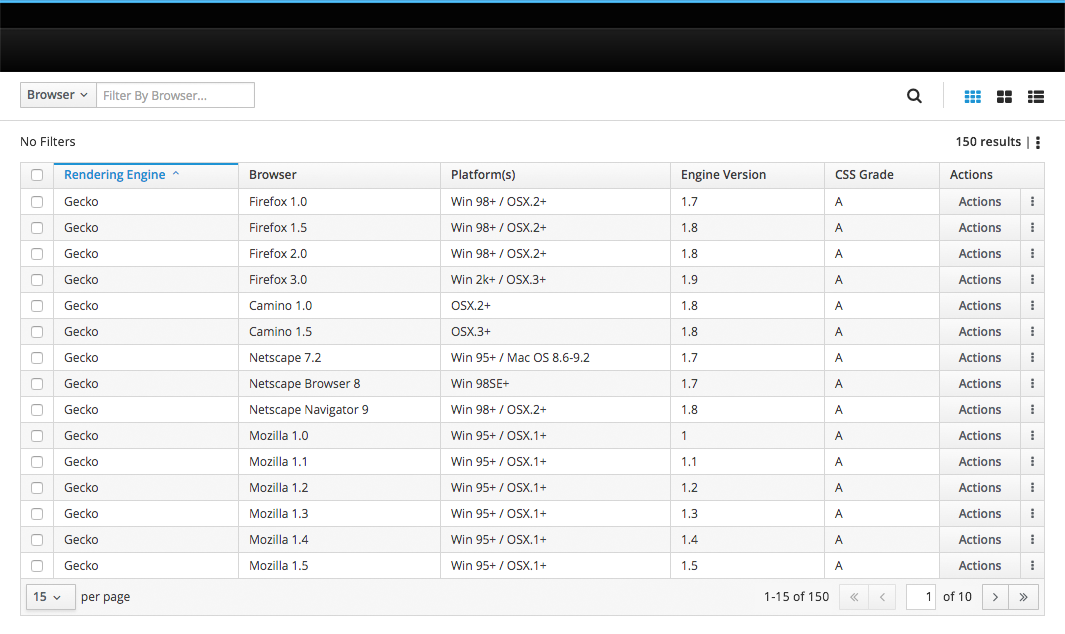 Browser Filter By Browser...
No Filters 150 results |
Rendering Engine Browser Platform(s) Engine Version CSS Grade Actions
Gecko Firefox 1.0 Win 98+ / OSX.2+ 1.7 A Actions
Gecko Firefox 1.5 Win 98+ / OSX.2+ 1.8 A Actions
Gecko Firefox 2.0 Win 98+ / OSX.2+ 1.8 A Actions
Gecko Firefox 3.0 Win 2k+ / OSX.3+ 1.9 A Actions
Gecko Camino 1.0 OSX.2+ 1.8 A Actions
Gecko Camino 1.5 OSX.3+ 1.8 A Actions
Gecko Netscape 7.2 Win 95+ / Mac OS 8.6-9.2 1.7 A Actions
Gecko Netscape Browser 8 Win 98SE+ 1.7 A Actions
Gecko Netscape Navigator 9 Win 98+ / OSX.2+ 1.8 A Actions
Gecko Mozilla 1.0 Win 95+ / OSX.1+ 1 A Actions
Gecko Mozilla 1.1 Win 95+ / OSX.1+ 1.1 A Actions
Gecko Mozilla 1.2 Win 95+ / OSX.1+ 1.2 A Actions
Gecko Mozilla 1.3 Win 95+ / OSX.1+ 1.3 A Actions
Gecko Mozilla 1.4 Win 95+ / OSX.1+ 1.4 A Actions
Gecko Mozilla 1.5 Win 95+ / OSX.1+ 1.5 A Actions
15 per page 1-15 of 150 « < 1 of 10 > »